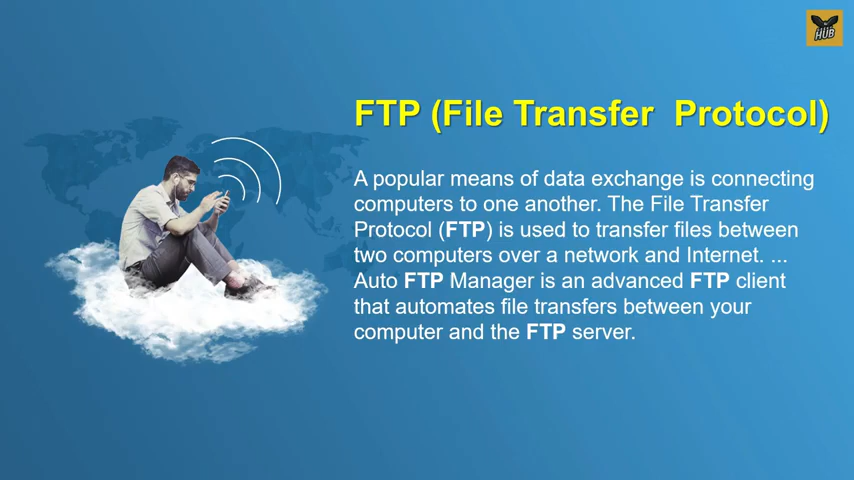 HUB
FTP (File Transfer Protocol)
A popular means of data exchange is connecting
computers to one another. The File Transfer
Protocol (FTP) is used to transfer files between
two computers over a network and Internet. ...
Auto FTP Manager is an advanced FTP client
that automates file transfers between your
computer and the FTP server.